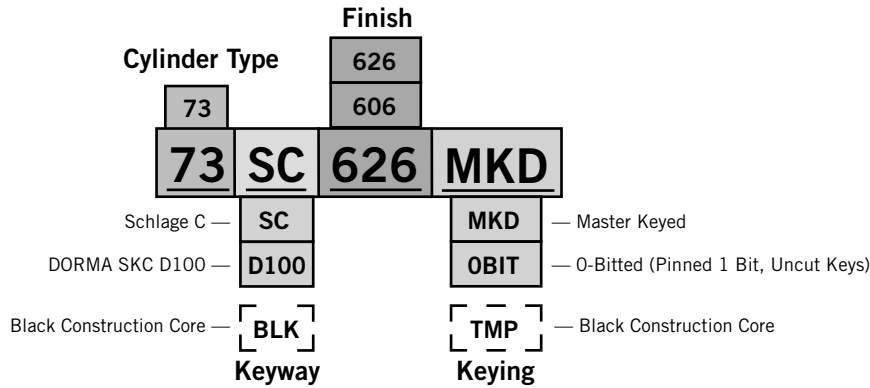 Finish
626
Cylinder Type
73
606
73 SC 626 MKD
Schlage C — SC
MKD — Master Keyed
DORMA SKC D100 — D100
0BIT — 0-Bitted (Pinned 1 Bit, Uncut Keys)
Black Construction Core — BLK
TMP — Black Construction Core
Keyway
Keying